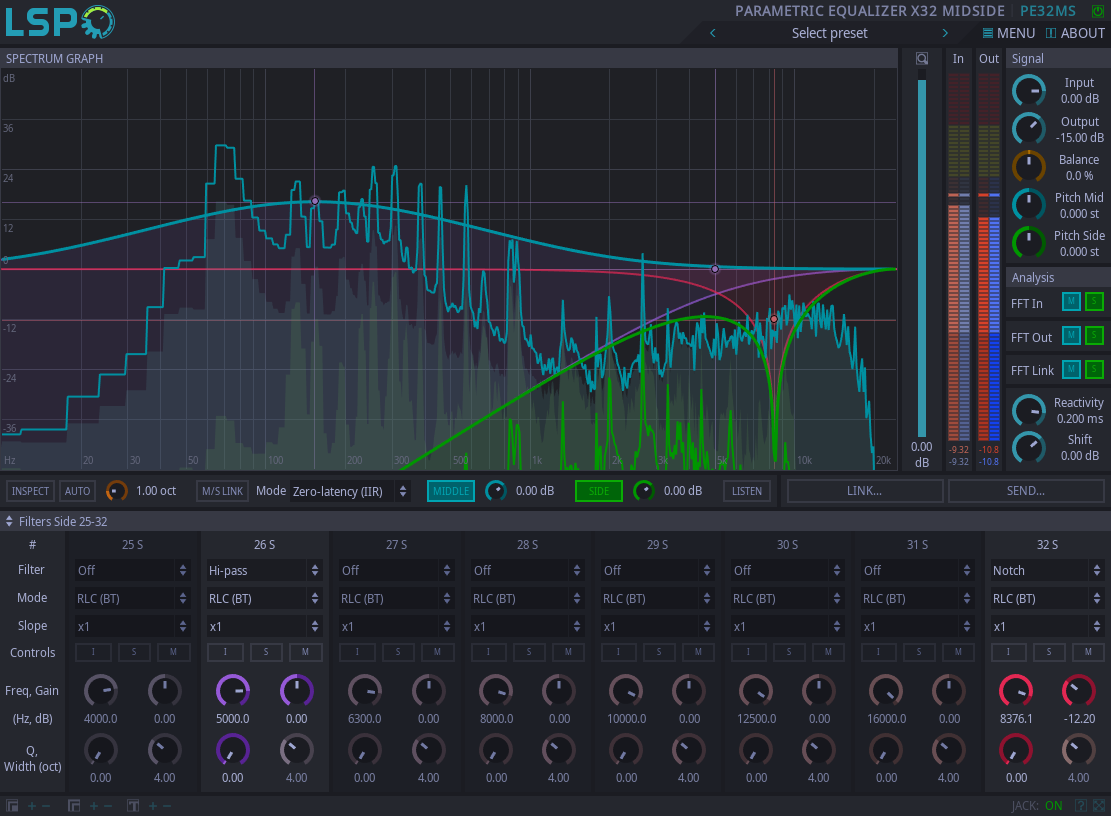 LSP
PARAMETRIC EQUALIZER X32 MIDSIDE PE32MS
Select preset
MENU ABOUT
SPECTRUM GRAPH
In Out Signal
dB
36
24
12
0
-12
-24
-36
Hz 20 30 50 100 200 300 500 1k 2k 3k 5k 10k 20k
0.00
dB
-9.32 -10.8
-9.32 -10.8
Input
0.00 dB
Output
-15.00 dB
Balance
0.0 %
Pitch Mid
0.000 st
Pitch Side
0.000 st
Analysis
FFT In M S
FFT Out M S
FFT Link M S
Reactivity
0.200 ms
Shift
0.00 dB
INSPECT AUTO 1.00 oct M/S LINK Mode Zero-latency (IIR) MIDDLE 0.00 dB SIDE 0.00 dB LISTEN LINK... SEND...
Filters Side 25-32
# 25 S 26 S 27 S 28 S 29 S 30 S 31 S 32 S
Filter Off Hi-pass Off Off Off Off Off Notch
Mode RLC (BT) RLC (BT) RLC (BT) RLC (BT) RLC (BT) RLC (BT) RLC (BT) RLC (BT)
Slope x1 x1 x1 x1 x1 x1 x1 x1
Controls I S M I S M I S M I S M I S M I S M I S M I S M
Freq, Gain
(Hz, dB) 4000.0 0.00 5000.0 0.00 6300.0 0.00 8000.0 0.00 10000.0 0.00 12500.0 0.00 16000.0 0.00 8376.1 -12.20
Q,
Width (oct)
0.00 4.00 0.00 4.00 0.00 4.00 0.00 4.00 0.00 4.00 0.00 4.00 0.00 4.00 0.00 4.00
JACK: ON ?